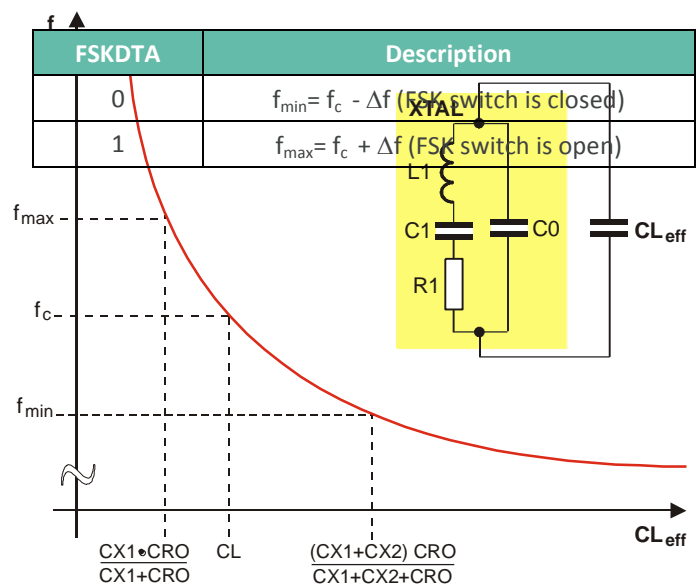 f
FSKDTA Description
0 fmin= fc - Δf (FSK switch is closed)
XTAL
1 fmax= fc + Δf (FSK switch is open)
L1
fmax
C1 C0 CLeff
R1
fc
fmin
CLeff
CX1•CRO CL (CX1+CX2) CRO
CX1+CRO CX1+CX2+CRO